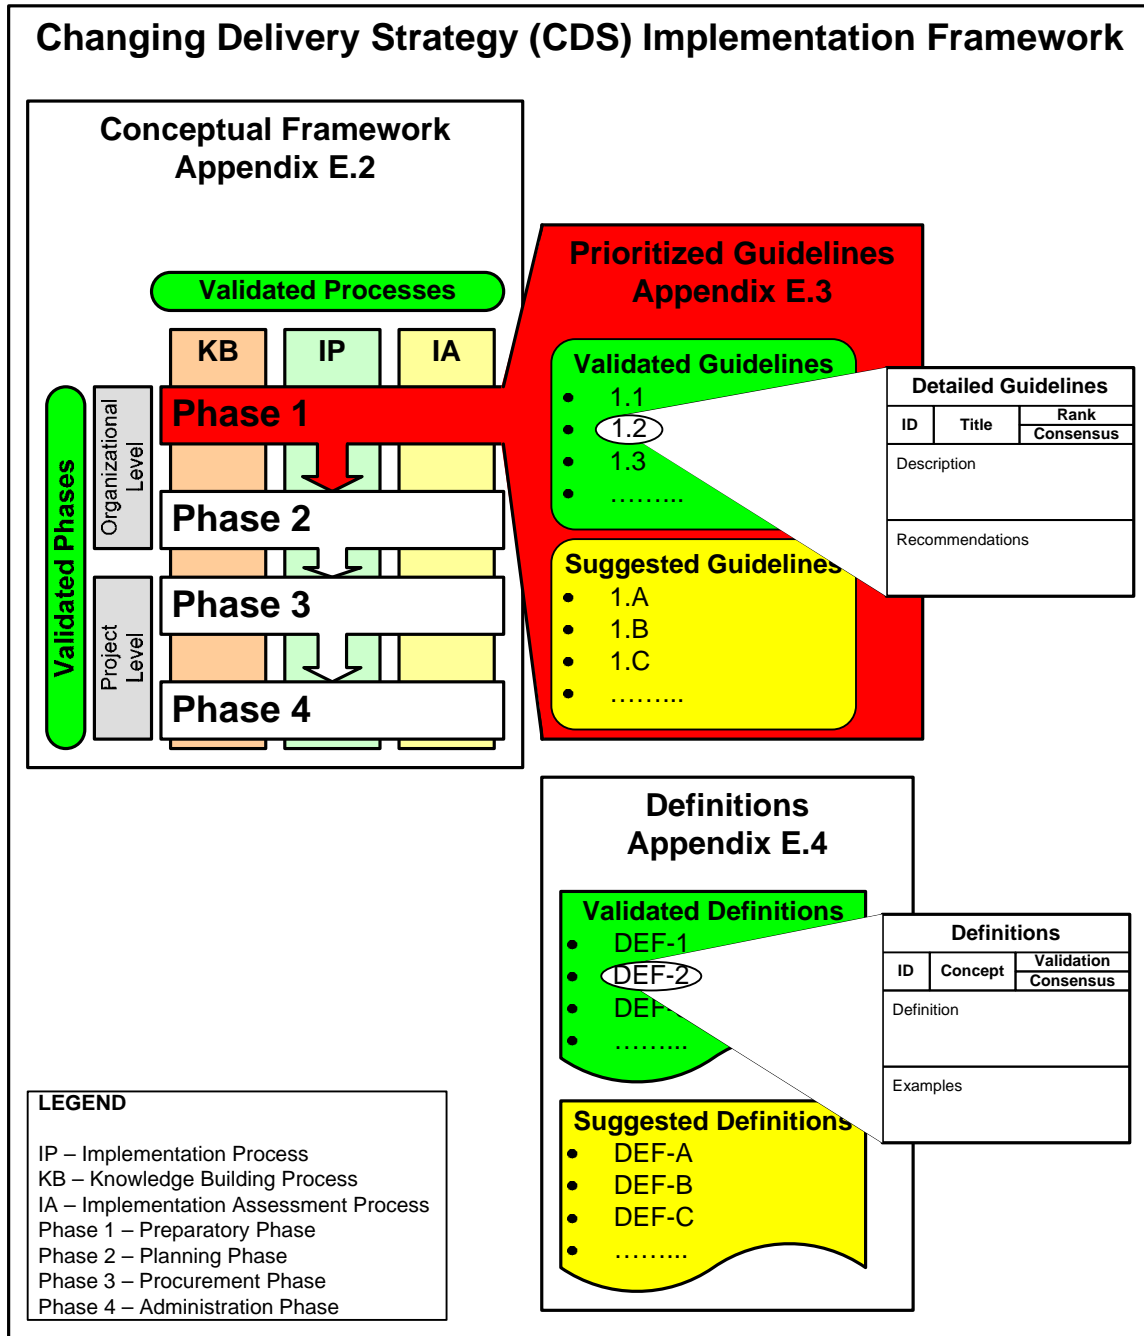 Changing Delivery Strategy (CDS) Implementation Framework
Conceptual Framework
Appendix E.2
Validated Processes
KB
IP
IA
Validated Phases
Organizational
Level
Project
Level
Phase 1
Phase 2
Phase 3
Phase 4
Prioritized Guidelines
Appendix E.3
Validated Guidelines
• 1.1
• 1.2
• 1.3
• ………...
Suggested Guidelines
• 1.A
• 1.B
• 1.C
• ………...
Detailed Guidelines
ID
Title
Rank
Consensus
Description
Recommendations
Definitions
Appendix E.4
Validated Definitions
• DEF-1
• DEF-2
• DEF-
• ………...
Suggested Definitions
• DEF-A
• DEF-B
• DEF-C
• ………...
Definitions
ID
Concept
Validation
Consensus
Definition
Examples
LEGEND
IP – Implementation Process
KB – Knowledge Building Process
IA – Implementation Assessment Process
Phase 1 – Preparatory Phase
Phase 2 – Planning Phase
Phase 3 – Procurement Phase
Phase 4 – Administration Phase